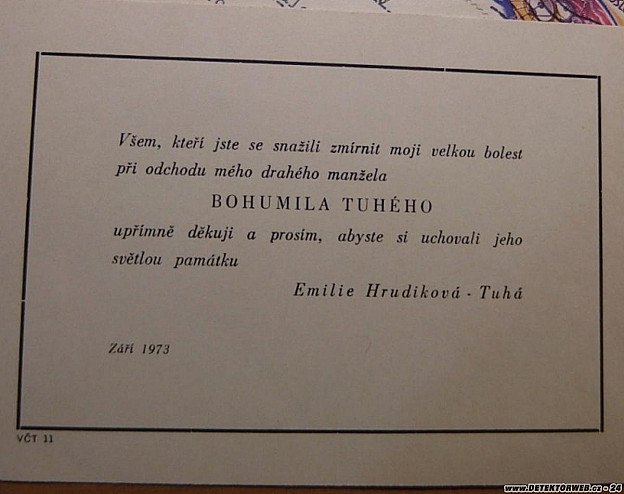 Všem, kteří jste se snažili zmírnit moji velkou bolest
při odchodu mého drahého manžela
BOHUMILA TUHÉHO
upřímně děkuji a prosím, abyste si uchovali jeho
světlou památku
Emilie Hrudiková - Tuhá
Září 1973
VČT 11
www.DETEKTORWEB.cz - 24